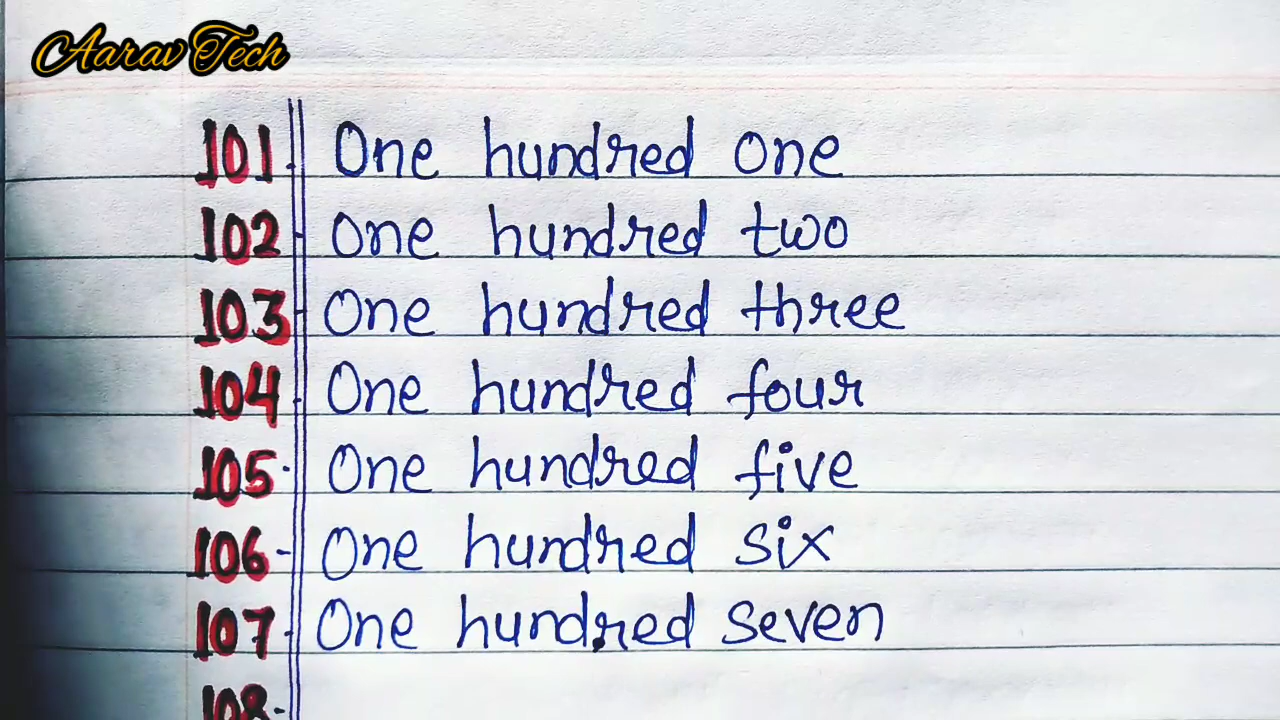 Aarav Tech
101. One hundred one
102 - One hundred two
103 - One hundred three
104 - One hundred four
105. One hundred five
106 - One hundred six
107 - One hundred seven
108-